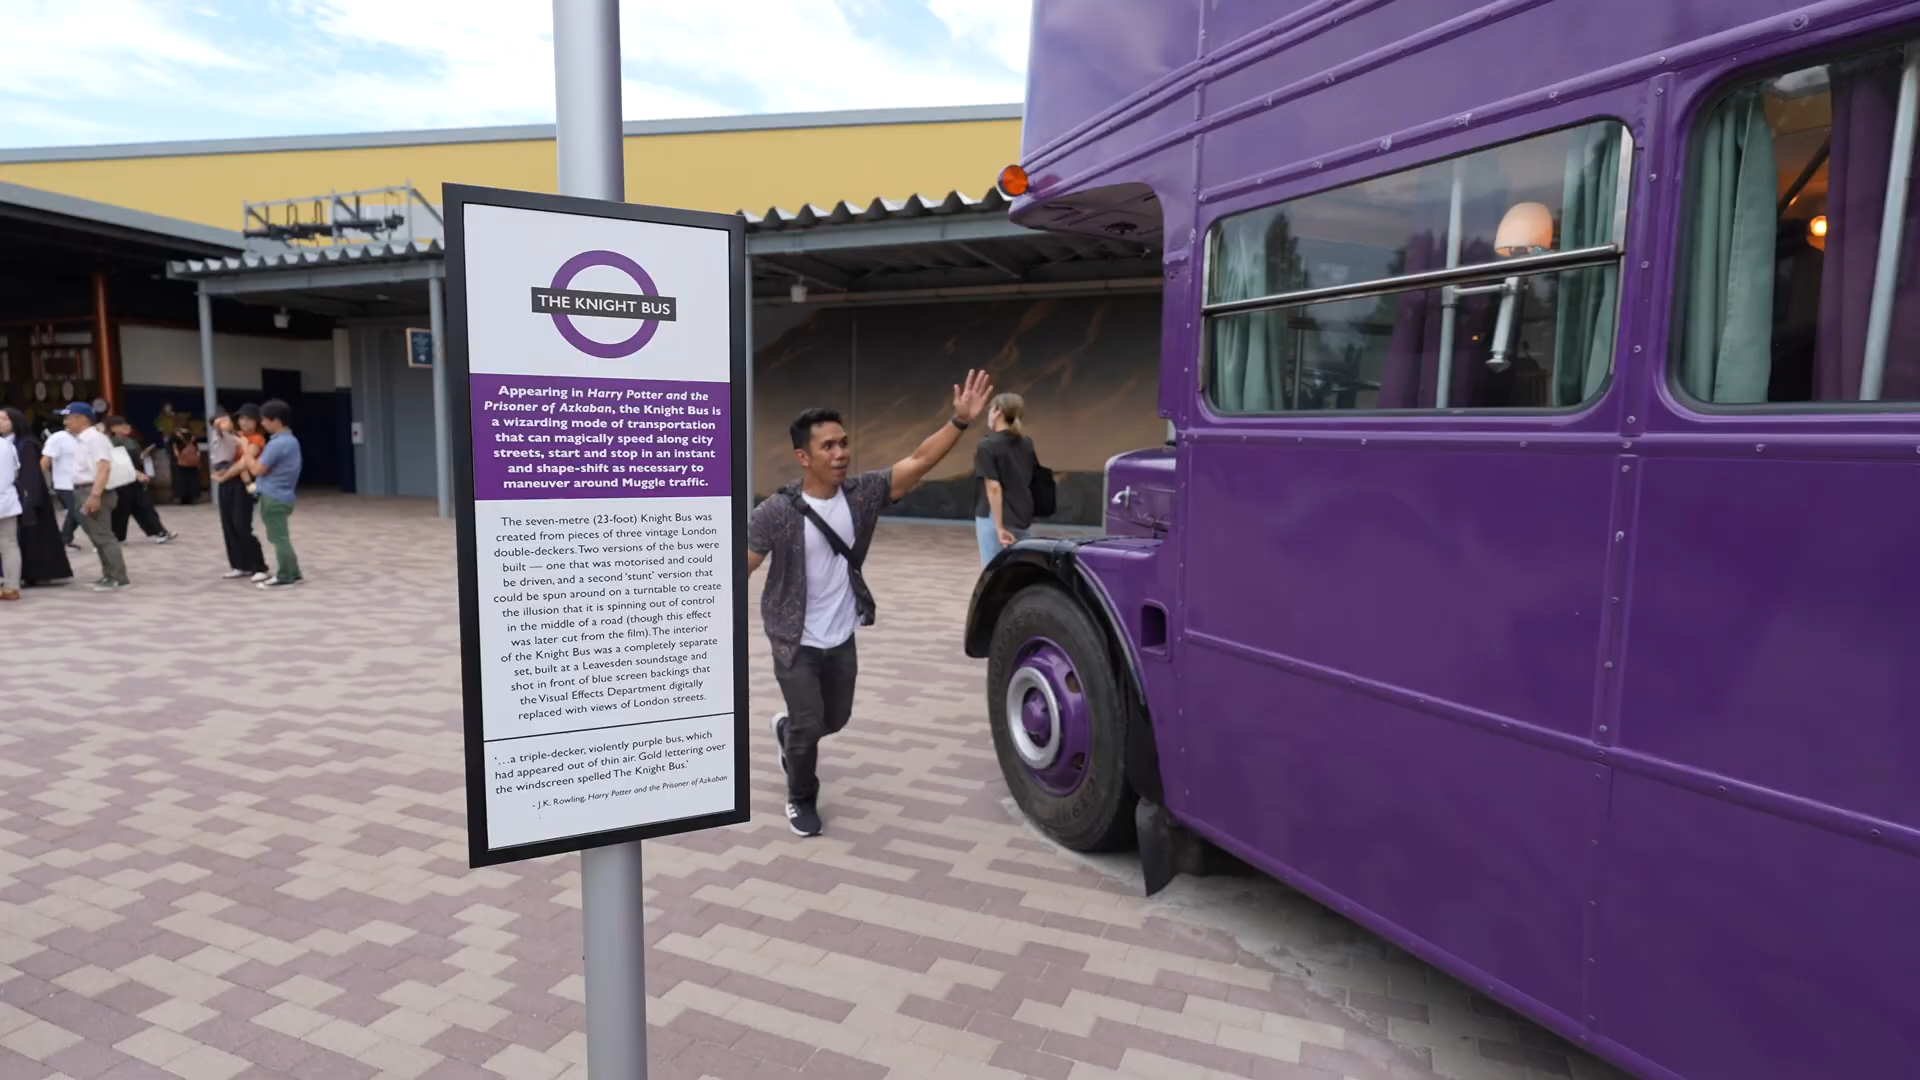 THE KNIGHT BUS
Appearing in Harry Potter and the
Prisoner of Azkaban, the Knight Bus is
a wizarding mode of transportation
that can magically speed along city
streets, start and stop in an instant
and shape-shift as necessary to
maneuver around Muggle traffic.
The seven-metre (23-foot) Knight Bus was
created from pieces of three vintage London
double-deckers. Two versions of the bus were
built — one that was motorised and could
be driven, and a second 'stunt' version that
could be spun around on a turntable to create
the illusion that it is spinning out of control
in the middle of a road (though this effect
was later cut from the film). The interior
of the Knight Bus was a completely separate
set, built at a Leavesden soundstage and
shot in front of blue screen backings that
the Visual Effects Department digitally
replaced with views of London streets.
'...a triple-decker, violently purple bus, which
had appeared out of thin air. Gold lettering over
the windscreen spelled The Knight Bus.'
- J.K. Rowling, Harry Potter and the Prisoner of Azkaban